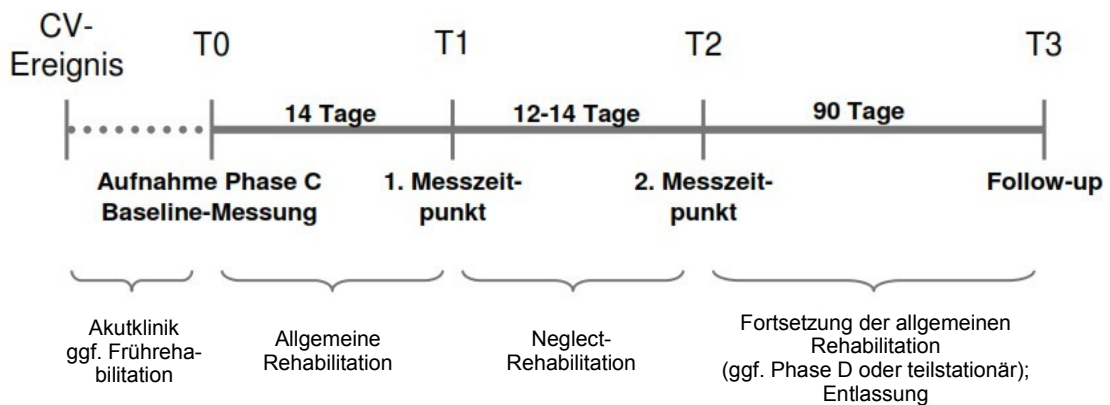 CV-
Ereignis
T0
T1
T2
T3
14 Tage
12-14 Tage
90 Tage
Aufnahme Phase C
Baseline-Messung
1. Messzeit-
punkt
2. Messzeit-
punkt
Follow-up
Akutklinik
ggf. Frühreha-
bilitation
Allgemeine
Rehabilitation
Neglect-
Rehabilitation
Fortsetzung der allgemeinen
Rehabilitation
(ggf. Phase D oder teilstationär);
Entlassung